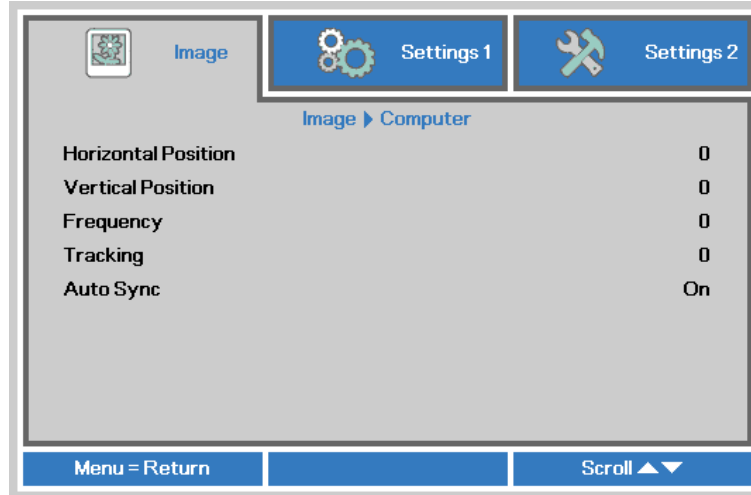 Image
Settings 1
Settings 2
Image ▶ Computer
Horizontal Position 0
Vertical Position 0
Frequency 0
Tracking 0
Auto Sync On
Menu = Return
Scroll ▲▼